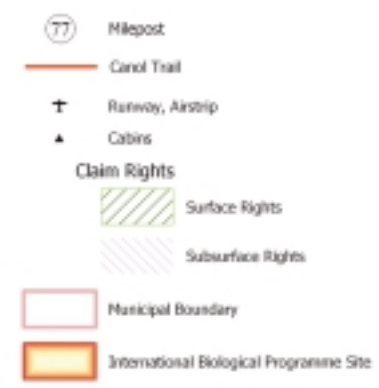 77 Milepost
Canol Trail
Runway, Airstrip
Cabins
Claim Rights
Surface Rights
Subsurface Rights
Municipal Boundary
International Biological Programme Site